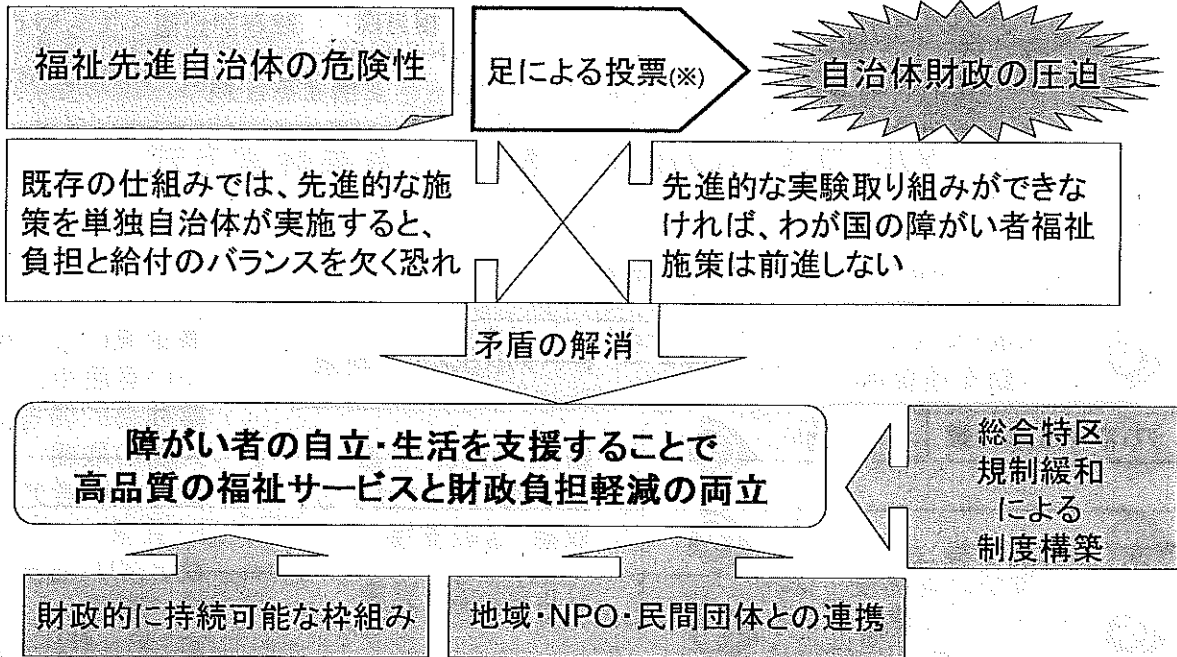 福祉先進自治体の危険性
足による投票(※)
自治体財政の圧迫
既存の仕組みでは、先進的な施
策を単独自治体が実施すると、
負担と給付のバランスを欠く恐れ
先進的な実験取り組みができな
ければ、わが国の障がい者福祉
施策は前進しない
矛盾の解消
障がい者の自立・生活を支援することで
高品質の福祉サービスと財政負担軽減の両立
総合特区
規制緩和
による
制度構築
財政的に持続可能な枠組み
地域・NPO・民間団体との連携